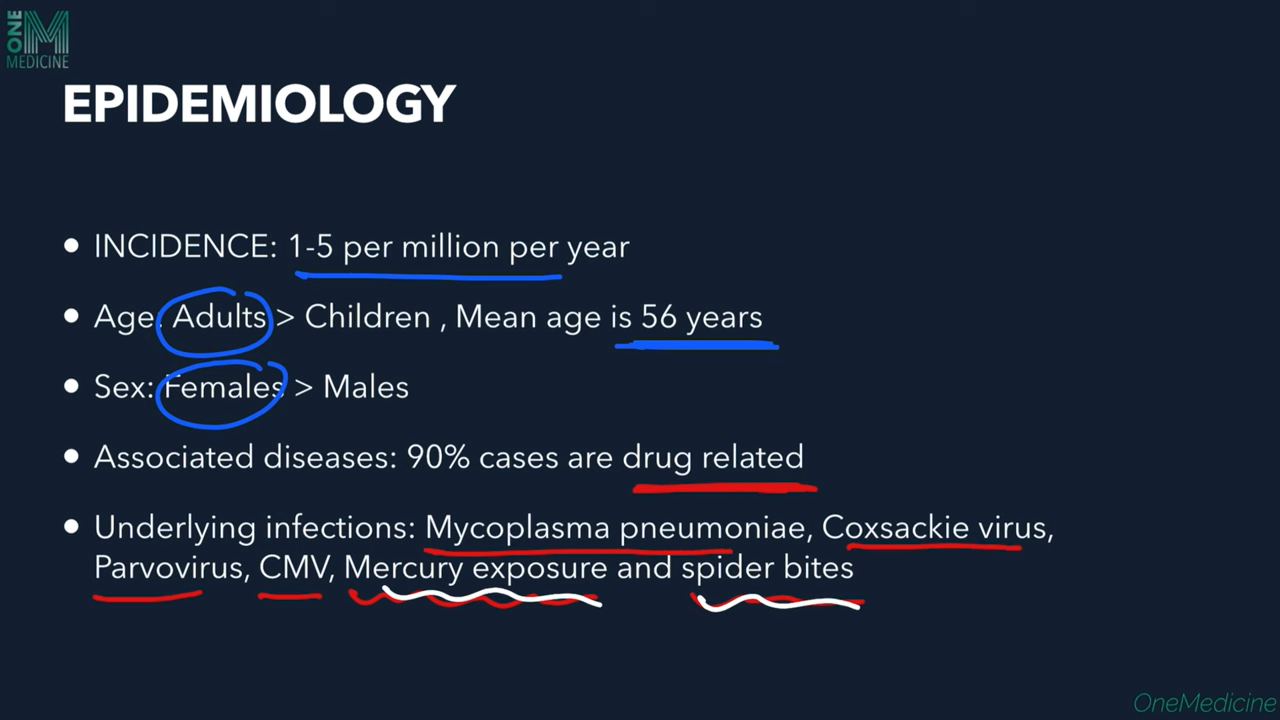 ONE
M
MEDICINE
EPIDEMIOLOGY
• INCIDENCE: 1-5 per million per year
• Age: Adults > Children , Mean age is 56 years
• Sex: Females > Males
• Associated diseases: 90% cases are drug related
• Underlying infections: Mycoplasma pneumoniae, Coxsackie virus,
Parvovirus, CMV, Mercury exposure and spider bites
OneMedicine